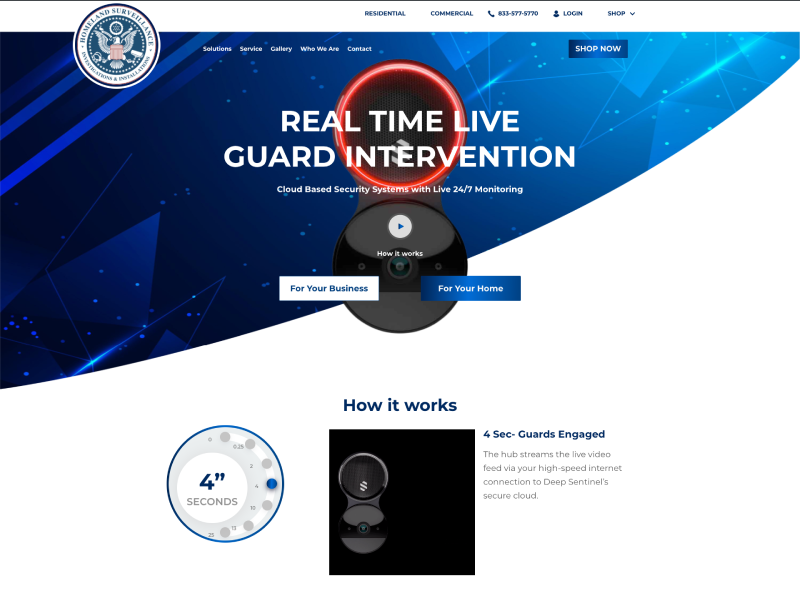 RESIDENTIAL
COMMERCIAL
833-577-5770
LOGIN
SHOP
HOMELAND SURVEILLANCE
INVESTIGATIONS & INSTALLATIONS
Solutions
Service
Gallery
Who We Are
Contact
SHOP NOW
REAL TIME LIVE
GUARD INTERVENTION
Cloud Based Security Systems with Live 24/7 Monitoring
How it works
For Your Business
For Your Home
How it works
0
0.25
2
4
10
13
23
4”
SECONDS
4 Sec- Guards Engaged
The hub streams the live video
feed via your high-speed internet
connection to Deep Sentinel’s
secure cloud.